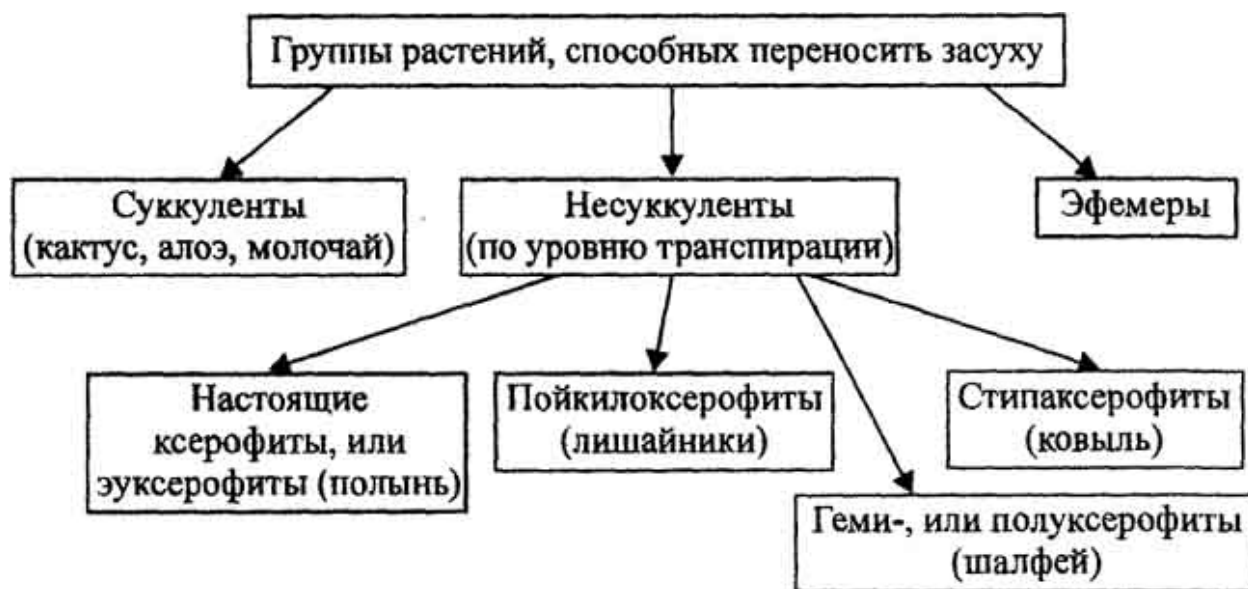 Группы растений, способных переносить засуху
Суккуленты
(кактус, алоэ, молочай)
Несуккуленты
(по уровню транспирации)
Эфемеры
Настоящие
ксерофиты, или
эуксерофиты (полынь)
Пойкилоксерофиты
(лишайники)
Стипаксерофиты
(ковыль)
Геми-, или полуксерофиты
(шалфей)